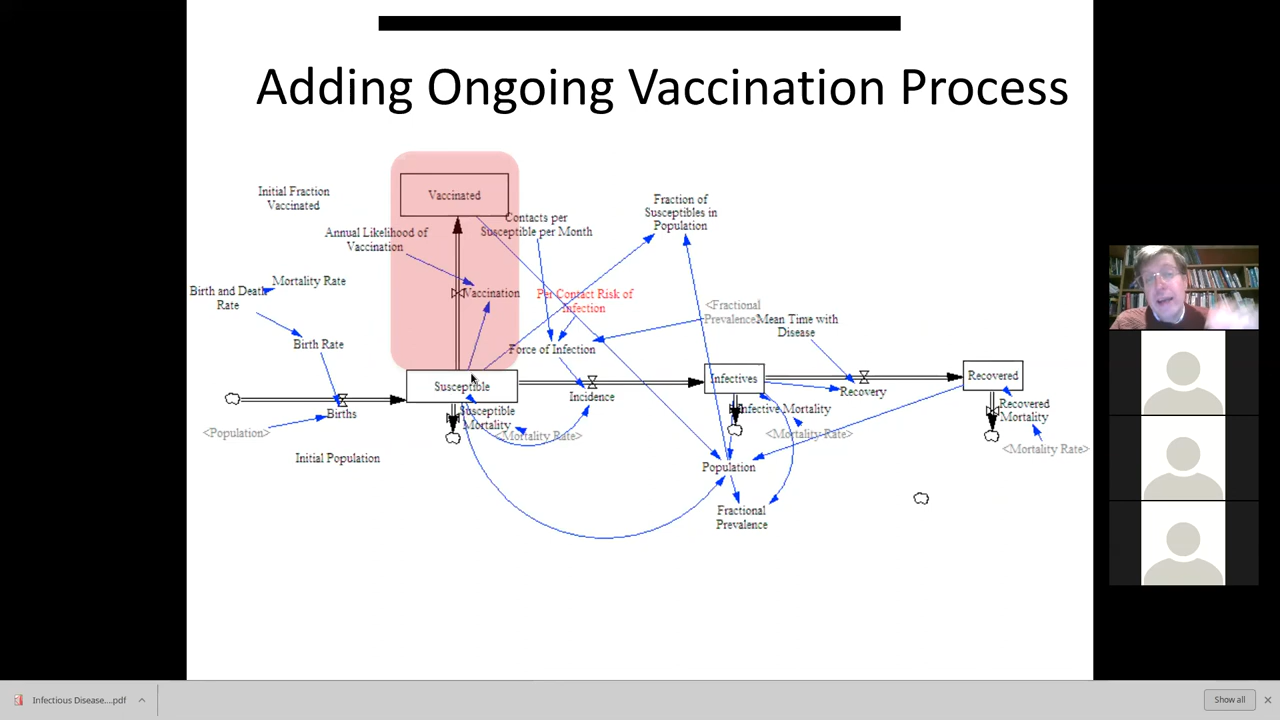 Adding Ongoing Vaccination Process
Vaccinated
Initial Fraction
Vaccinated
Annual Likelihood of
Vaccination
Contacts per
Susceptible per Month
Fraction of
Susceptibles in
Population
Birth and Death
Rate
Mortality Rate
Vaccination
Per Contact Risk of
Infection
<Fractional
Prevalence>
Mean Time with
Disease
Birth Rate
Force of Infection
Susceptible
Incidence
Infectives
Recovery
Recovered
Births
<Population>
Susceptible
Mortality
<Mortality Rate>
Infective Mortality
<Mortality Rate>
Recovered
Mortality
<Mortality Rate>
Initial Population
Population
Fractional
Prevalence
Infectious Disease....pdf
Show all